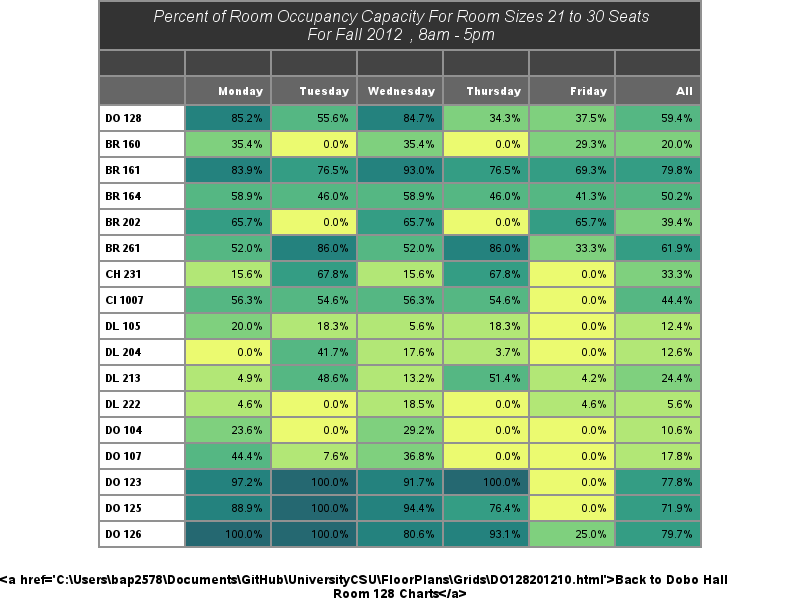 Percent of Room Occupancy Capacity For Room Sizes 21 to 30 Seats
For Fall 2012 , 8am - 5pm
Monday Tuesday Wednesday Thursday Friday All
DO 128 85.2% 55.6% 84.7% 34.3% 37.5% 59.4%
BR 160 35.4% 0.0% 35.4% 0.0% 29.3% 20.0%
BR 161 83.9% 76.5% 93.0% 76.5% 69.3% 79.8%
BR 164 58.9% 46.0% 58.9% 46.0% 41.3% 50.2%
BR 202 65.7% 0.0% 65.7% 0.0% 65.7% 39.4%
BR 261 52.0% 86.0% 52.0% 86.0% 33.3% 61.9%
CH 231 15.6% 67.8% 15.6% 67.8% 0.0% 33.3%
CI 1007 56.3% 54.6% 56.3% 54.6% 0.0% 44.4%
DL 105 20.0% 18.3% 5.6% 18.3% 0.0% 12.4%
DL 204 0.0% 41.7% 17.6% 3.7% 0.0% 12.6%
DL 213 4.9% 48.6% 13.2% 51.4% 4.2% 24.4%
DL 222 4.6% 0.0% 18.5% 0.0% 4.6% 5.6%
DO 104 23.6% 0.0% 29.2% 0.0% 0.0% 10.6%
DO 107 44.4% 7.6% 36.8% 0.0% 0.0% 17.8%
DO 123 97.2% 100.0% 91.7% 100.0% 0.0% 77.8%
DO 125 88.9% 100.0% 94.4% 76.4% 0.0% 71.9%
DO 126 100.0% 100.0% 80.6% 93.1% 25.0% 79.7%
<a href='C:\Users\bap2578\Documents\GitHub\UniversityCSU\FloorPlans\Grids\DO128201210.html'>Back to Dobo Hall
Room 128 Charts</a>